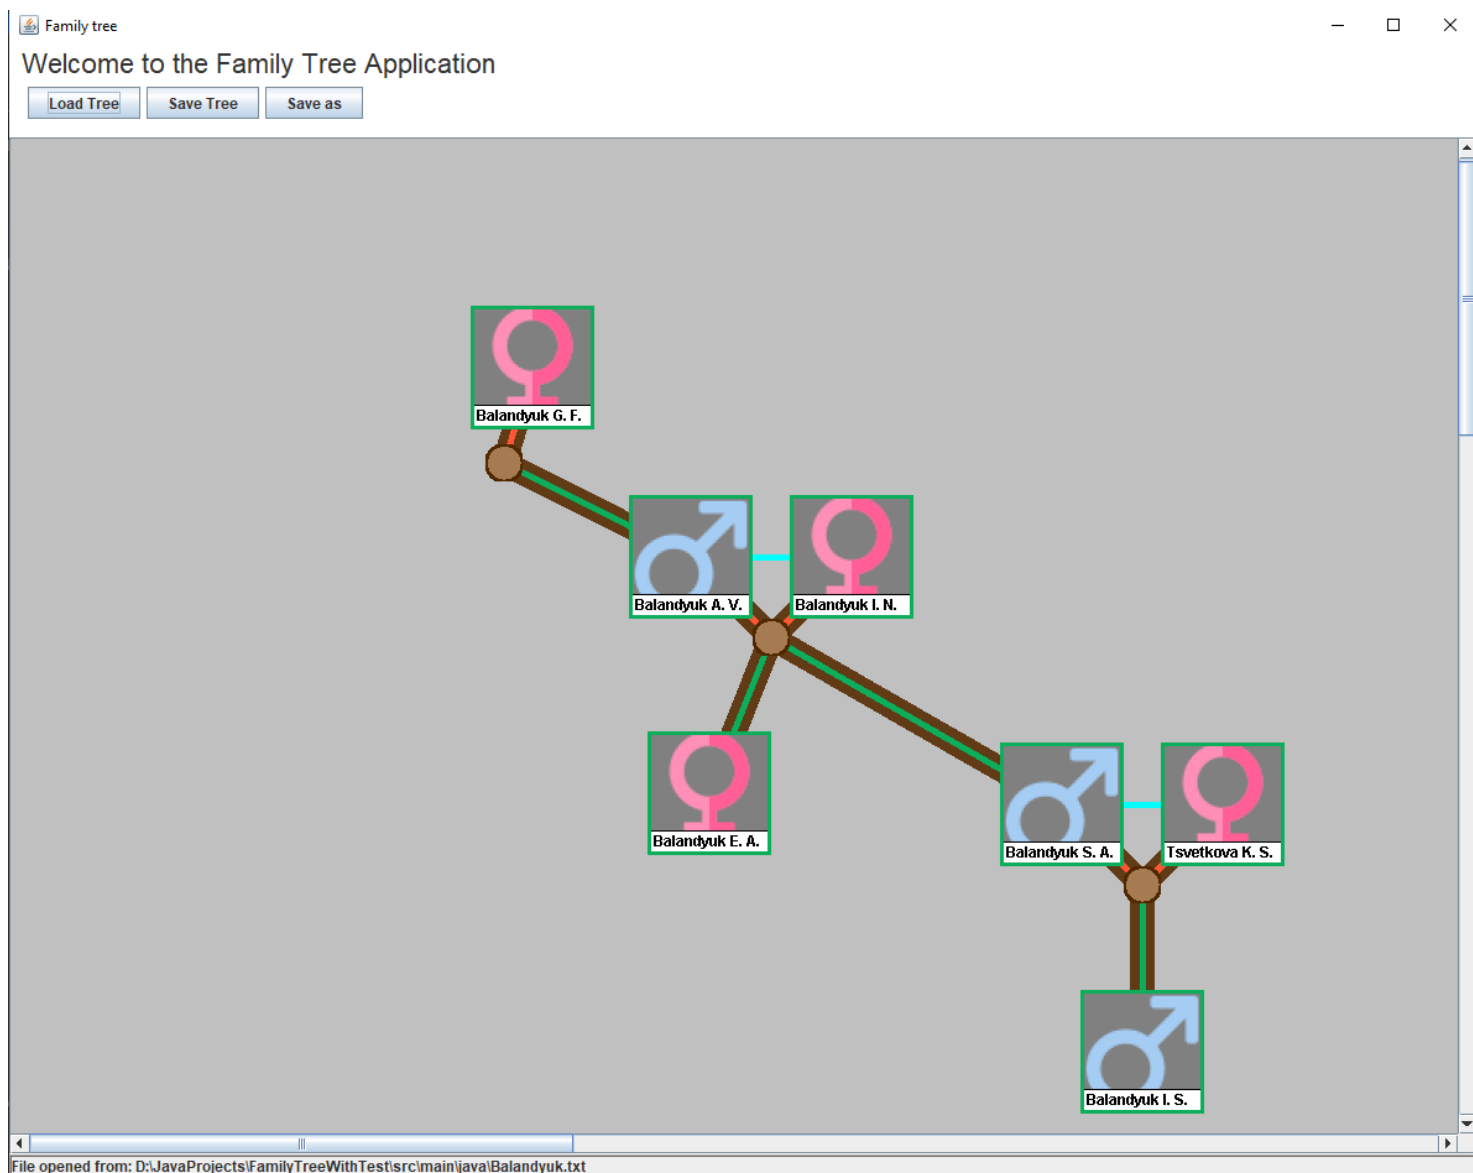 Family tree
Welcome to the Family Tree Application
Load Tree Save Tree Save as
Balandyuk G. F.
Balandyuk A. V. Balandyuk I. N.
Balandyuk E. A.
Balandyuk S. A. Tsvetkova K. S.
Balandyuk I. S.
File opened from: D:\JavaProjects\FamilyTreeWithTest\src\main\java\Balandyuk.txt